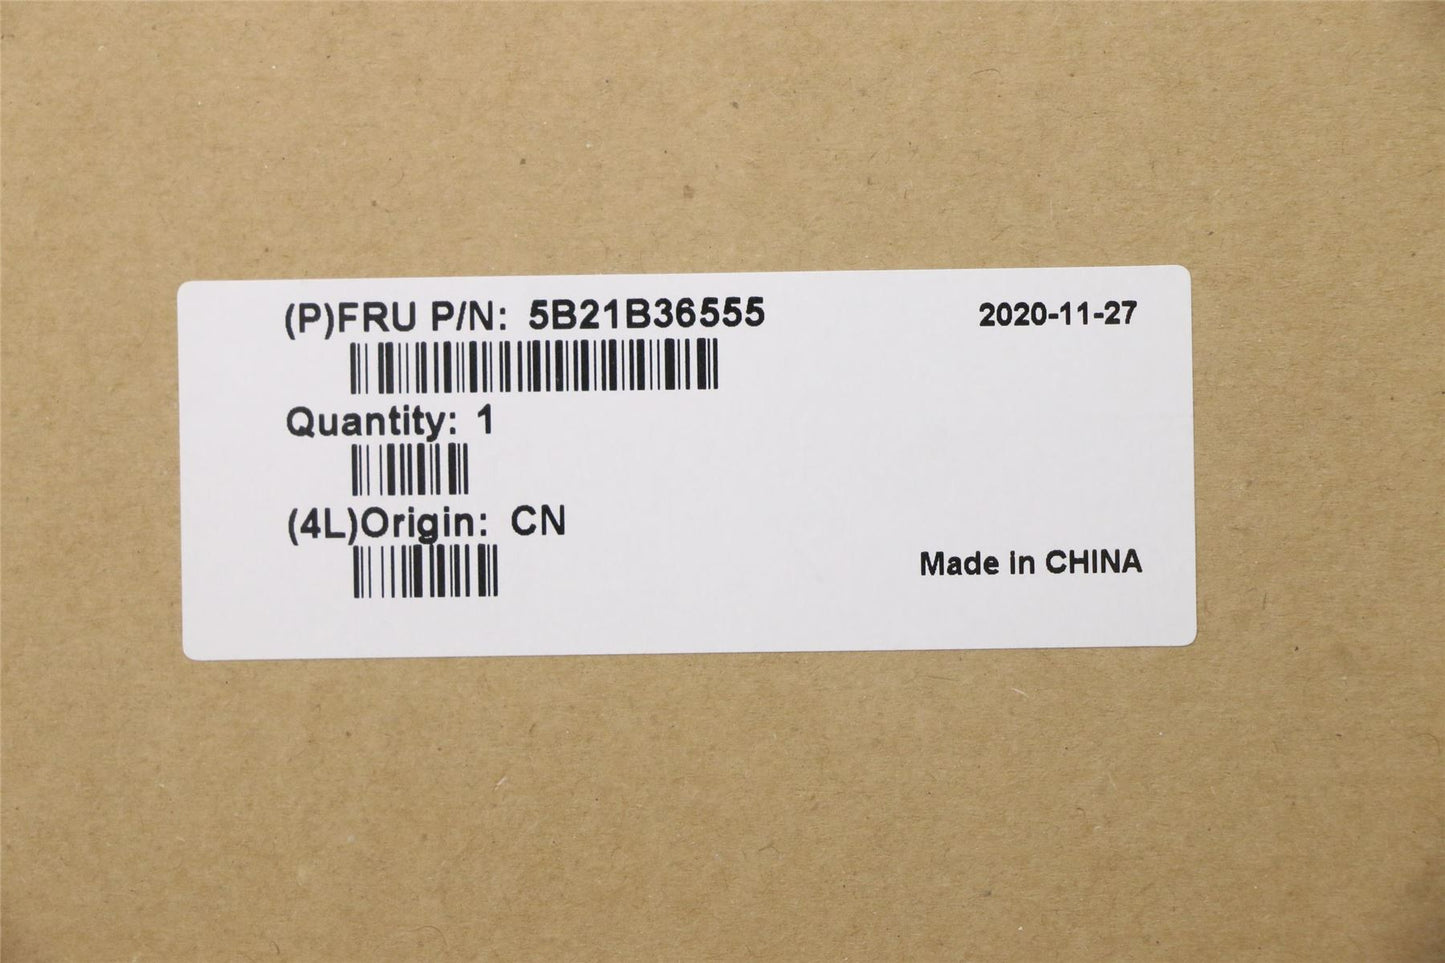 (P)FRU P/N: 5B21B36555
2020-11-27
Quantity: 1
(4L)Origin: CN
Made in CHINA